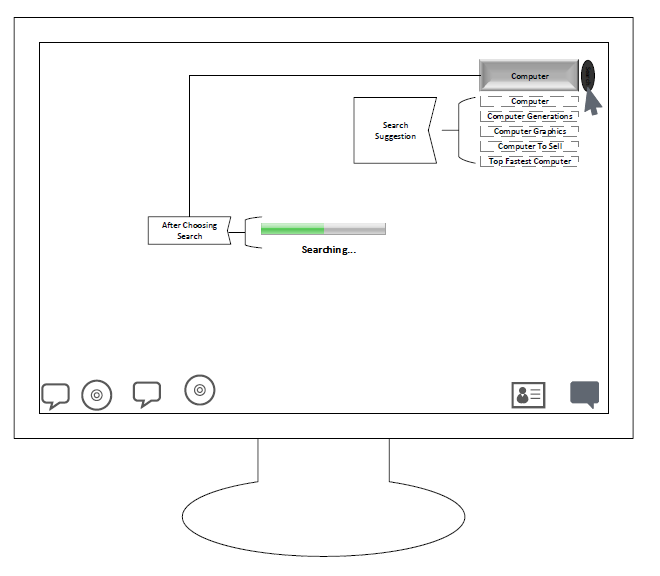 Computer
Computer
Computer Generations
Computer Graphics
Computer To Sell
Top Fastest Computer
Search
Suggestion
After Choosing
Search
Searching...